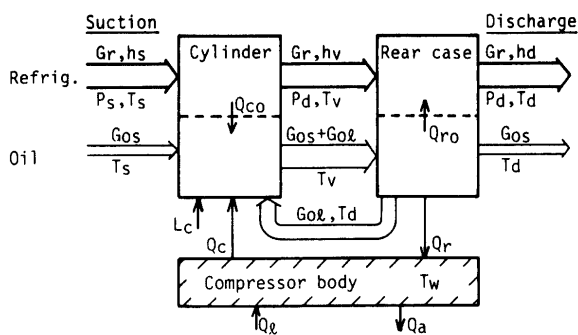 Suction
Discharge
Gr,hs
Cylinder
Gr,hv
Rear case
Gr,hd
Refrig.
Ps,Ts
Pd,Tv
Pd,Td
Qco
Qro
Gos
Gos+Goℓ
Gos
Oil
Ts
Tv
Td
Goℓ,Td
Lc
Qc
Qr
Compressor body
Tw
Qℓ
Qa